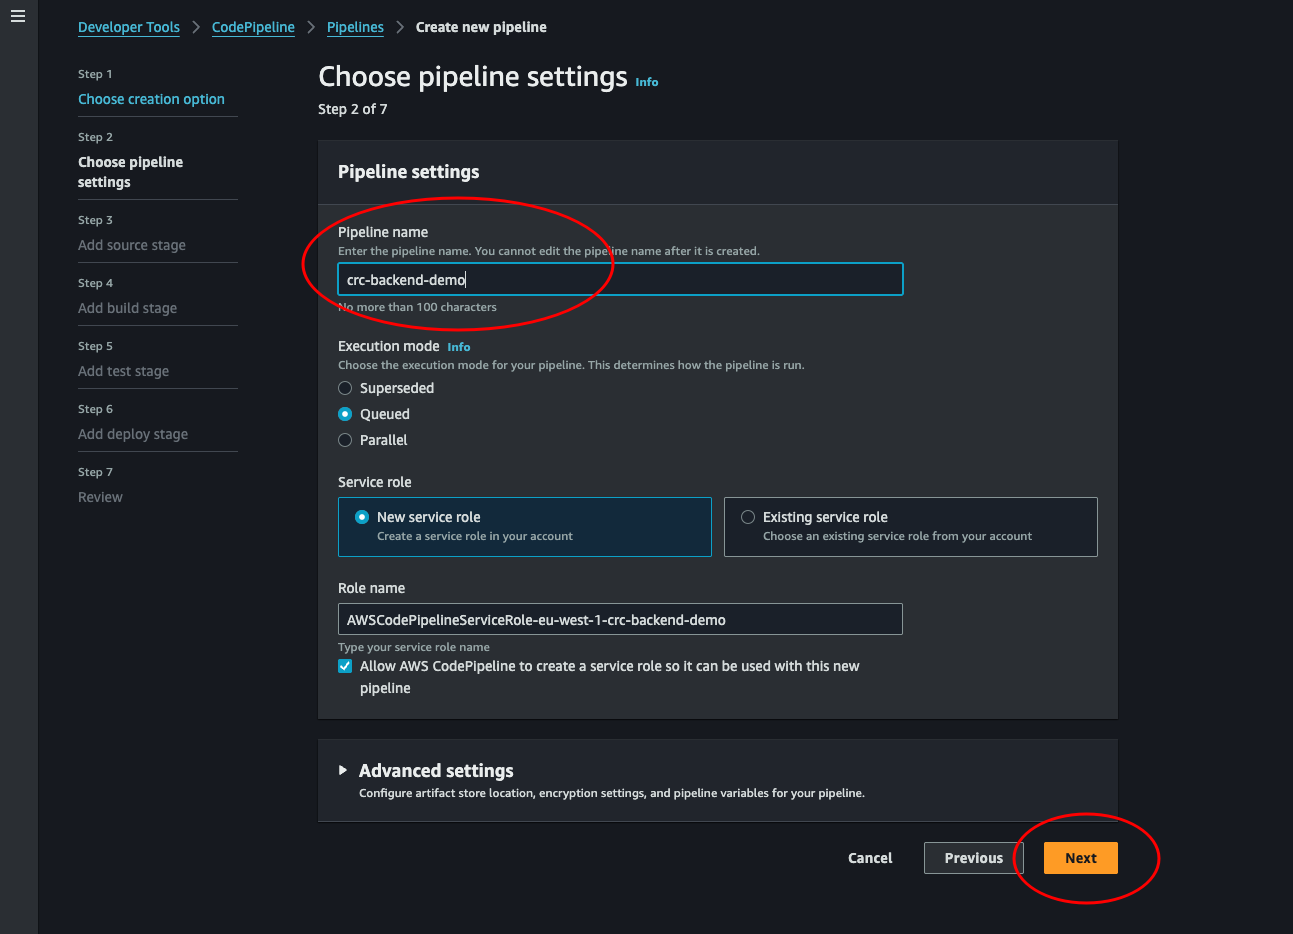 Developer Tools > CodePipeline > Pipelines > Create new pipeline
Step 1
Choose creation option
Step 2
Choose pipeline
settings
Step 3
Add source stage
Step 4
Add build stage
Step 5
Add test stage
Step 6
Add deploy stage
Step 7
Review
Choose pipeline settings Info
Step 2 of 7
Pipeline settings
Pipeline name
Enter the pipeline name. You cannot edit the pipeline name after it is created.
crc-backend-demo
No more than 100 characters
Execution mode Info
Choose the execution mode for your pipeline. This determines how the pipeline is run.
Superseded
Queued
Parallel
Service role
New service role
Create a service role in your account
Existing service role
Choose an existing service role from your account
Role name
AWSCodePipelineServiceRole-eu-west-1-crc-backend-demo
Type your service role name
Allow AWS CodePipeline to create a service role so it can be used with this new
pipeline
Advanced settings
Configure artifact store location, encryption settings, and pipeline variables for your pipeline.
Cancel Previous Next